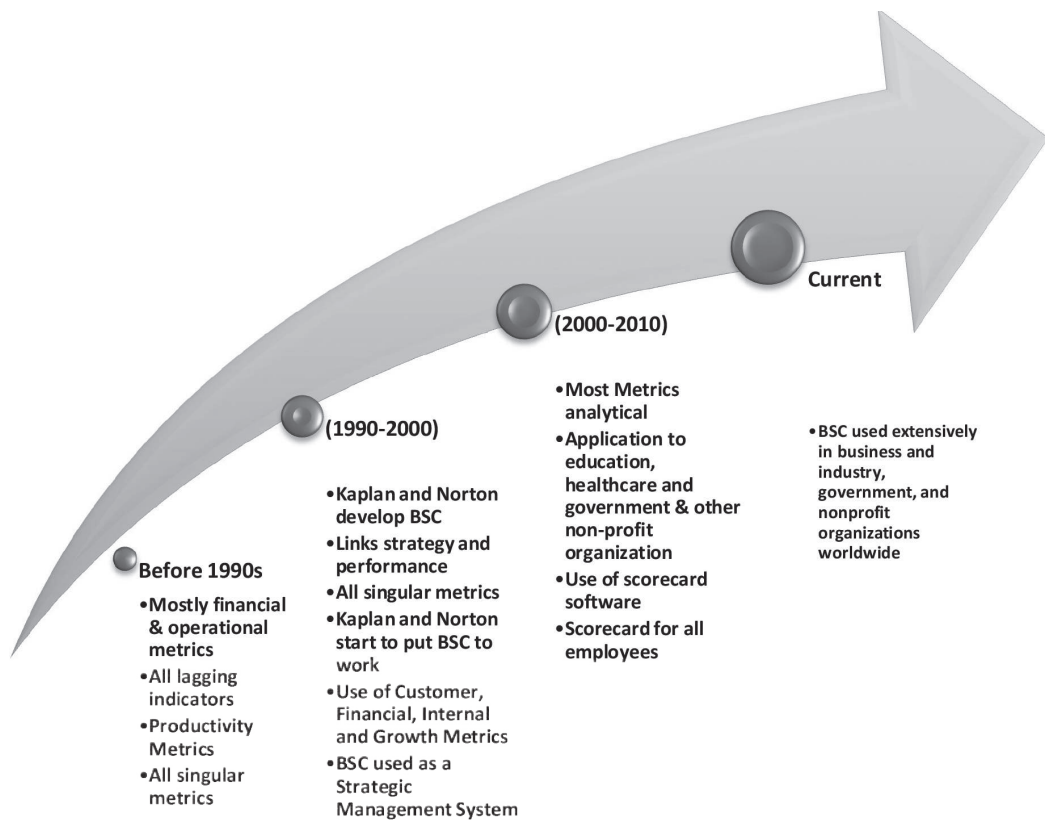 Before 1990s
•Mostly financial
& operational
metrics
•All lagging
indicators
•Productivity
Metrics
•All singular
metrics
(1990-2000)
•Kaplan and Norton
develop BSC
•Links strategy and
performance
•All singular metrics
•Kaplan and Norton
start to put BSC to
work
•Use of Customer,
Financial, Internal
and Growth Metrics
•BSC used as a
Strategic
Management System
(2000-2010)
•Most Metrics
analytical
•Application to
education,
healthcare and
government & other
non-profit
organization
•Use of scorecard
software
•Scorecard for all
employees
Current
•BSC used extensively
in business and
industry,
government, and
nonprofit
organizations
worldwide